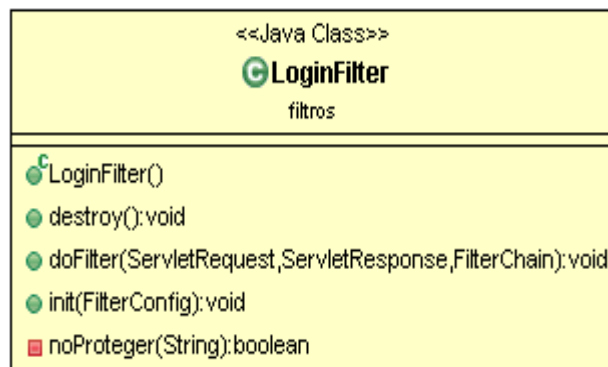 <<Java Class>>
C LoginFilter
filtros
C LoginFilter()
destroy():void
doFilter(ServletRequest,ServletResponse,FilterChain):void
init(FilterConfig):void
noProteger(String):boolean